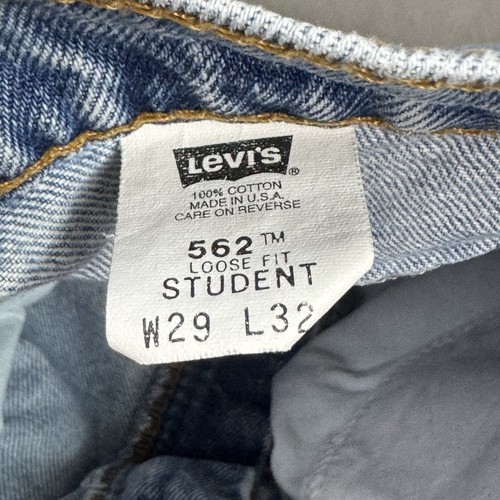 Levi's®
100% COTTON
MADE IN U.S.A.
CARE ON REVERSE
562™
LOOSE FIT
STUDENT
W29 L32